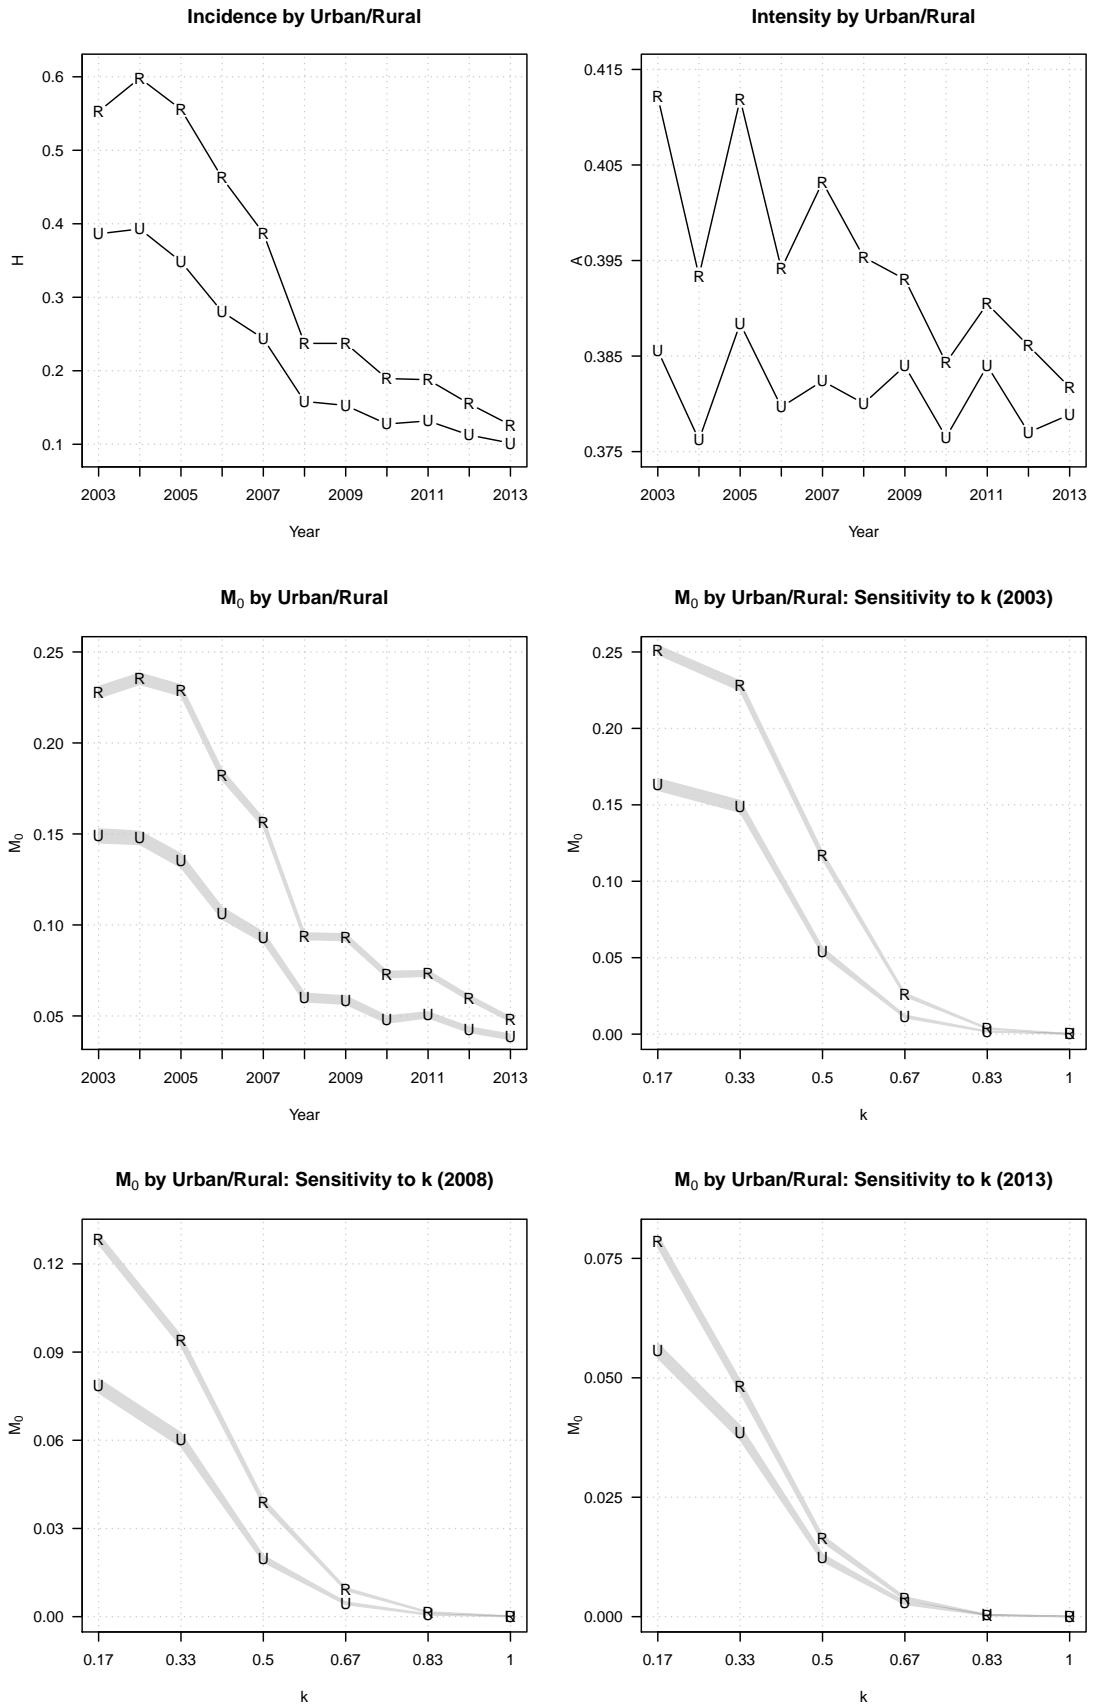 Incidence by Urban/Rural
0.6
0.5
0.4
0.3
0.2
0.1
H
R R R R R R R R R R R
U U U U U U U U U U U
2003 2005 2007 2009 2011 2013
Year
Intensity by Urban/Rural
0.415
0.405
0.395
0.385
0.375
A
R R R R R R R R R R R
U U U U U U U U U U U
2003 2005 2007 2009 2011 2013
Year
M₀ by Urban/Rural
0.25
0.20
0.15
0.10
0.05
M₀
R R R R R R R R R R R
U U U U U U U U U U U
2003 2005 2007 2009 2011 2013
Year
M₀ by Urban/Rural: Sensitivity to k (2003)
0.25
0.20
0.15
0.10
0.05
0.00
M₀
R R R R R R
U U U U U U
0.17 0.33 0.5 0.67 0.83 1
k
M₀ by Urban/Rural: Sensitivity to k (2008)
0.12
0.09
0.06
0.03
0.00
M₀
R R R R R R
U U U U U U
0.17 0.33 0.5 0.67 0.83 1
k
M₀ by Urban/Rural: Sensitivity to k (2013)
0.075
0.050
0.025
0.000
M₀
R R R R R R
U U U U U U
0.17 0.33 0.5 0.67 0.83 1
k